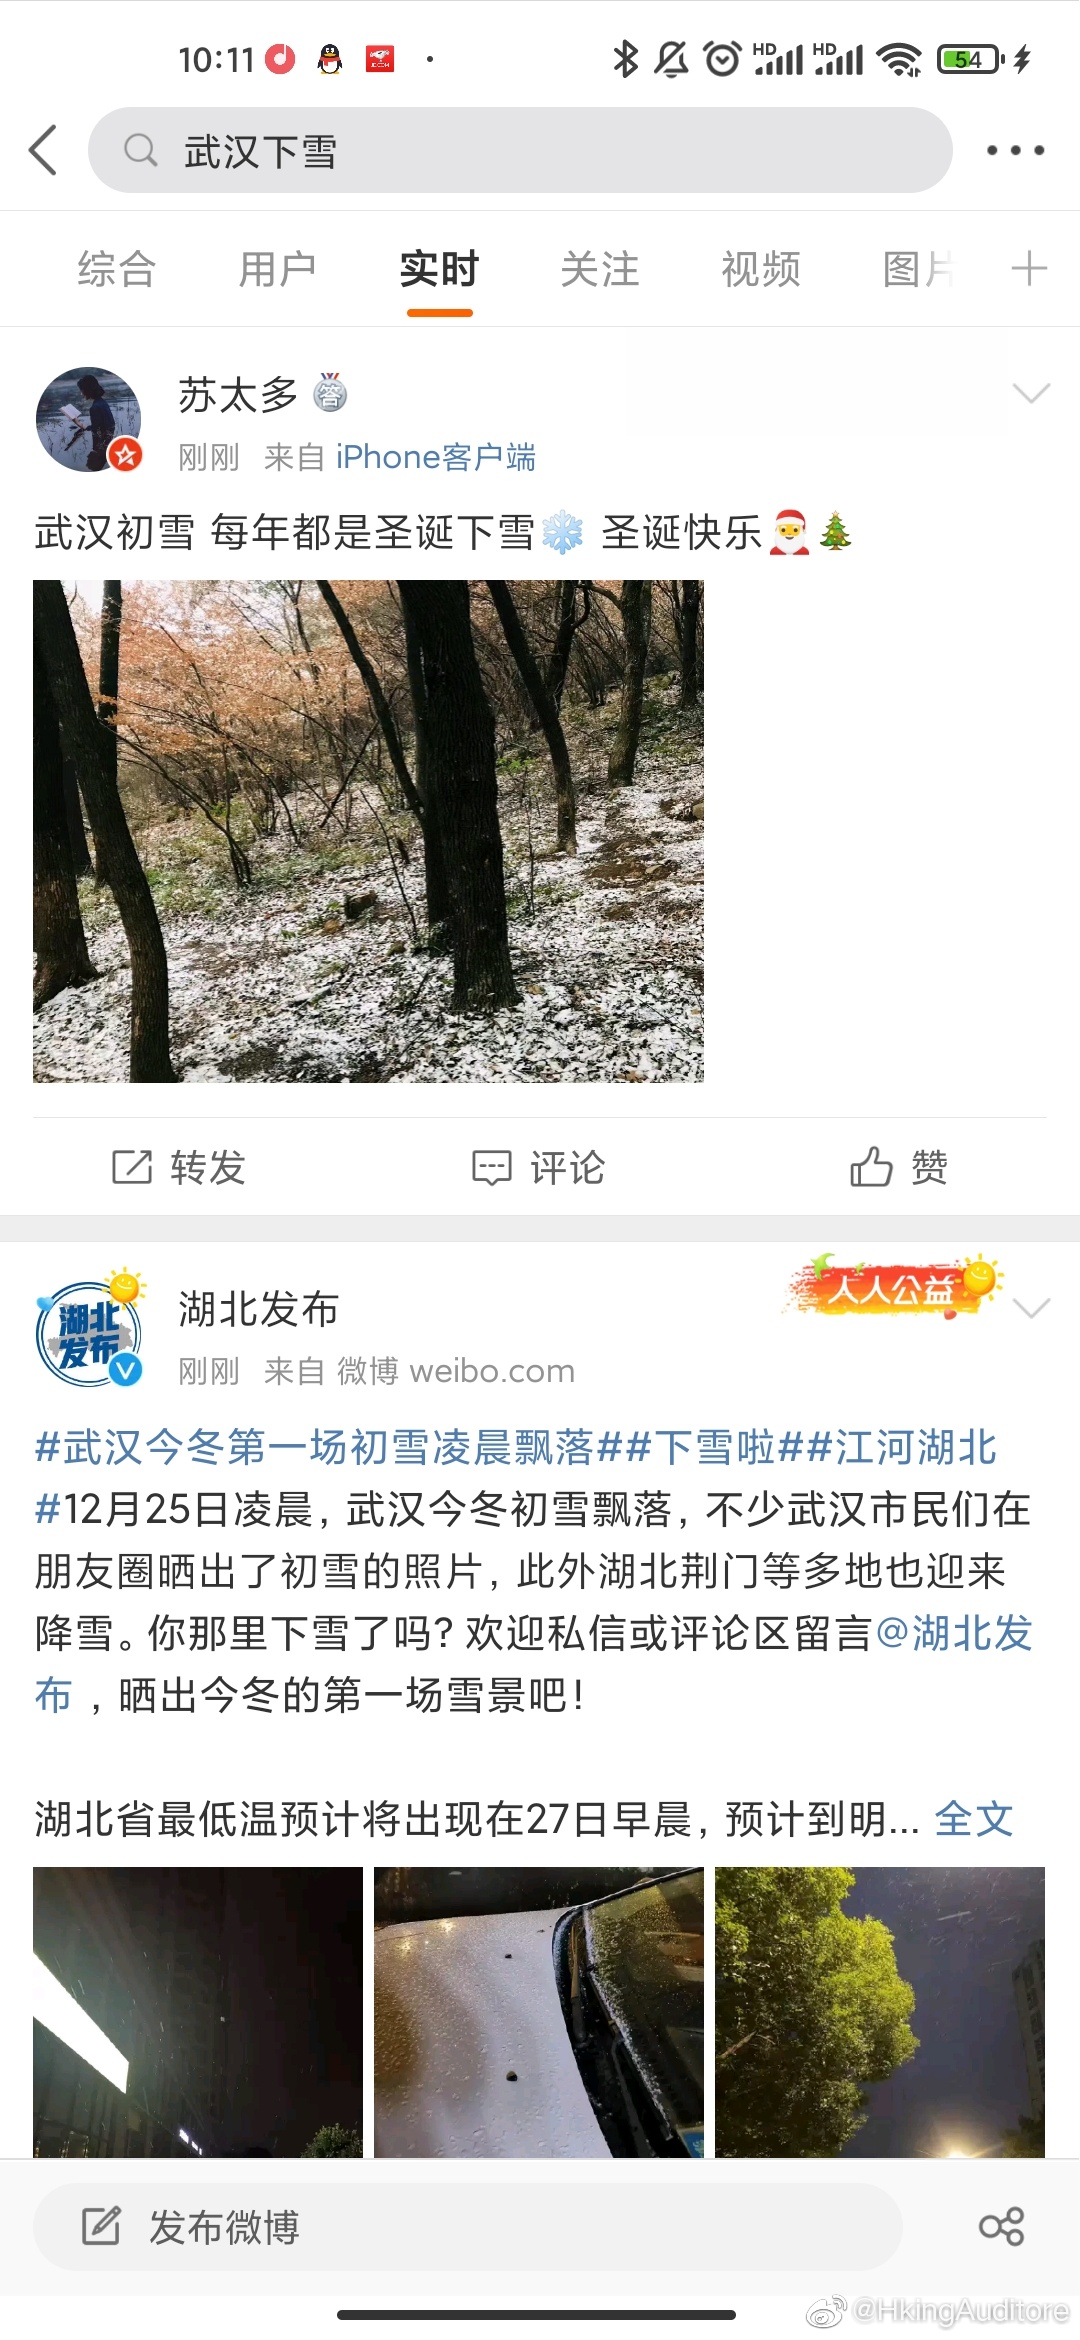 10:11
HD HD 54
武汉下雪
综合 用户 实时 关注 视频 图片
苏太多 答
刚刚 来自 iPhone客户端
武汉初雪 每年都是圣诞下雪❄️ 圣诞快乐🎅🎄
转发 评论 赞
湖北发布
湖北发布
人人公益
刚刚 来自 微博 weibo.com
#武汉今冬第一场初雪凌晨飘落##下雪啦##江河湖北
#12月25日凌晨，武汉今冬初雪飘落，不少武汉市民们在
朋友圈晒出了初雪的照片，此外湖北荆门等多地也迎来
降雪。你那里下雪了吗？欢迎私信或评论区留言@湖北发
布 ，晒出今冬的第一场雪景吧！
湖北省最低温预计将出现在27日早晨，预计到明... 全文
发布微博
@HkingAuditore